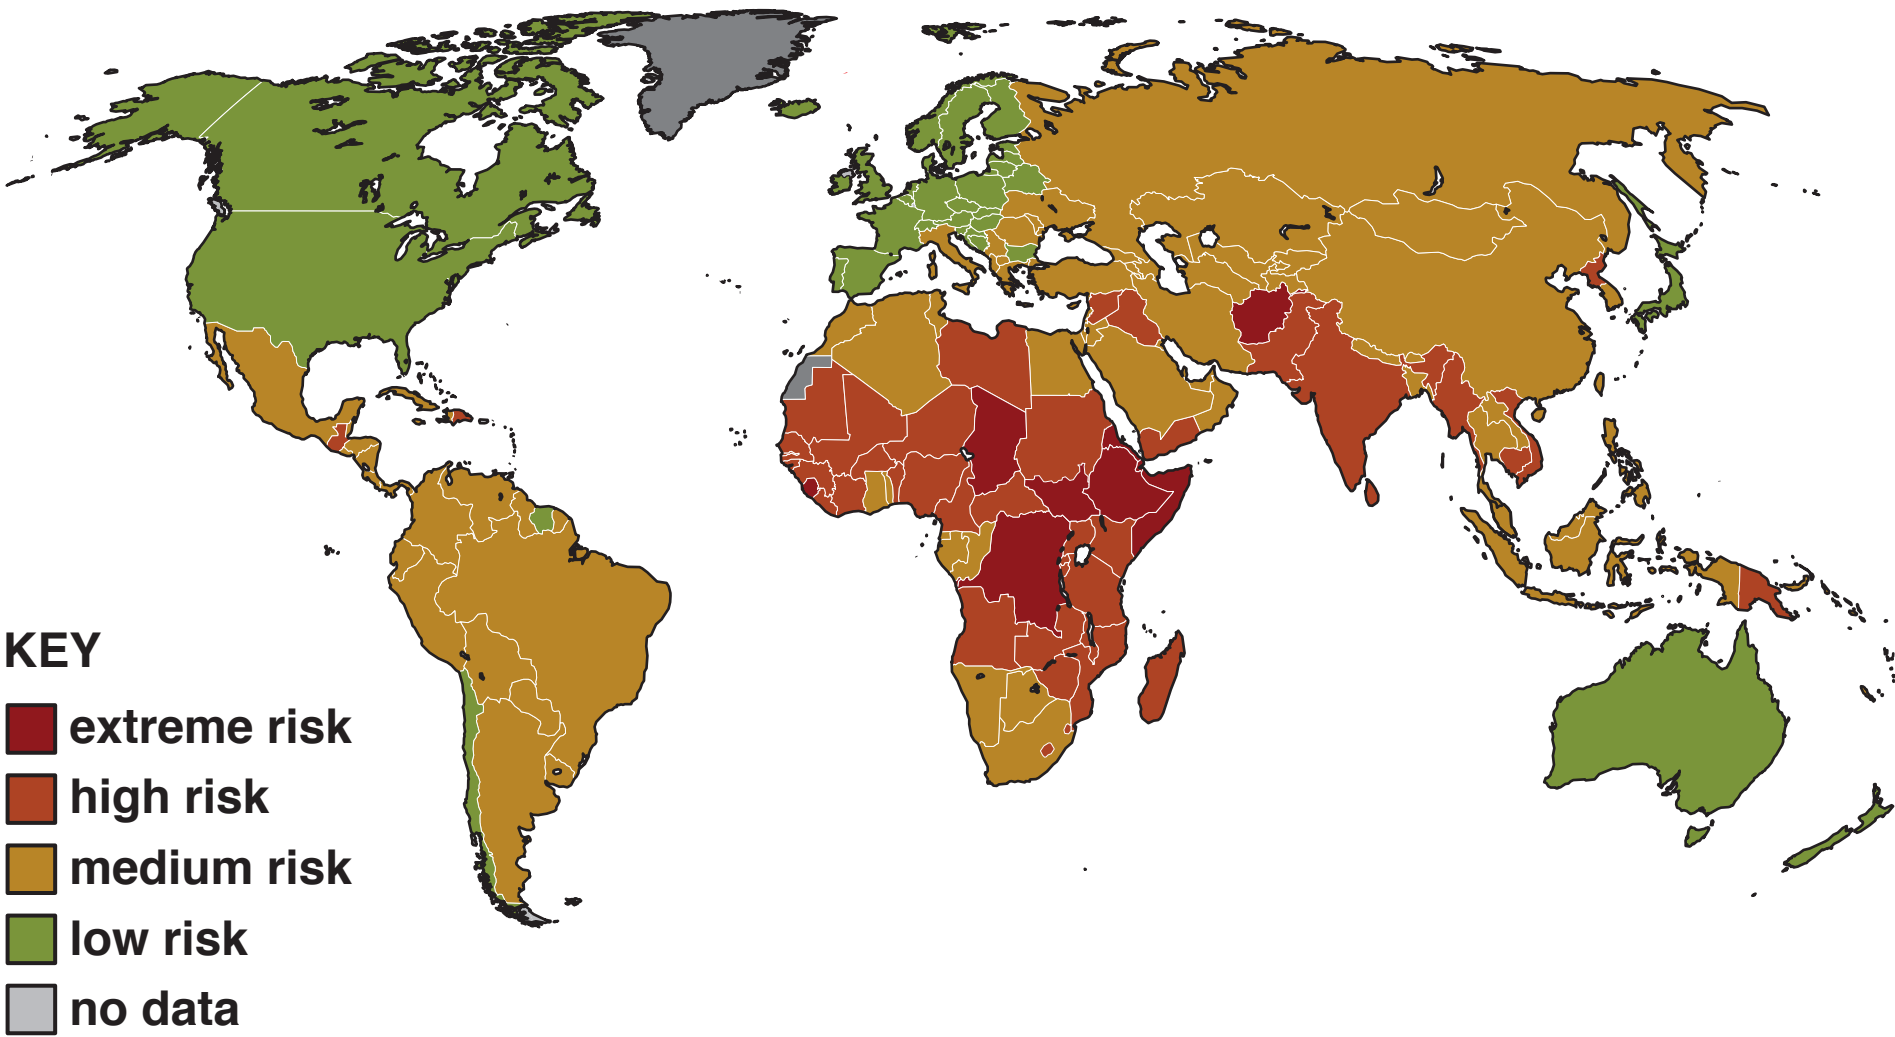 KEY
extreme risk
high risk
medium risk
low risk
no data